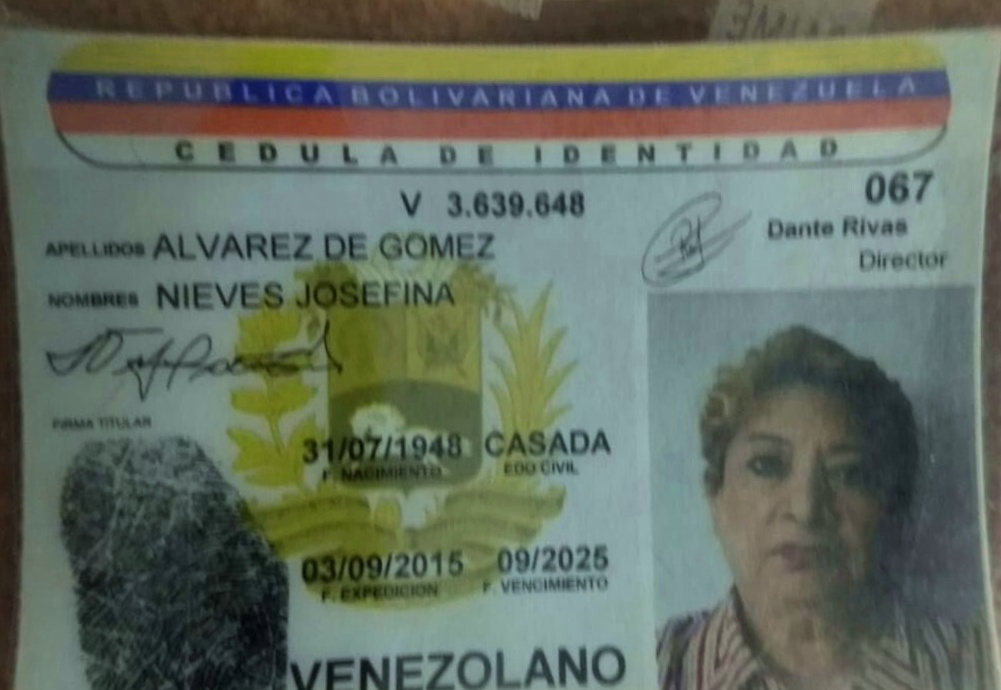 REPUBLICA BOLIVARIANA DE VENEZUELA
CEDULA DE IDENTIDAD
V 3.639.648
067
Dante Rivas
Director
APELLIDOS ALVAREZ DE GOMEZ
NOMBRES NIEVES JOSEFINA
FIRMA TITULAR
31/07/1948 CASADA
F. NACIMIENTO EDO CIVIL
03/09/2015 09/2025
F. EXPEDICION F. VENCIMIENTO
VENEZOLANO